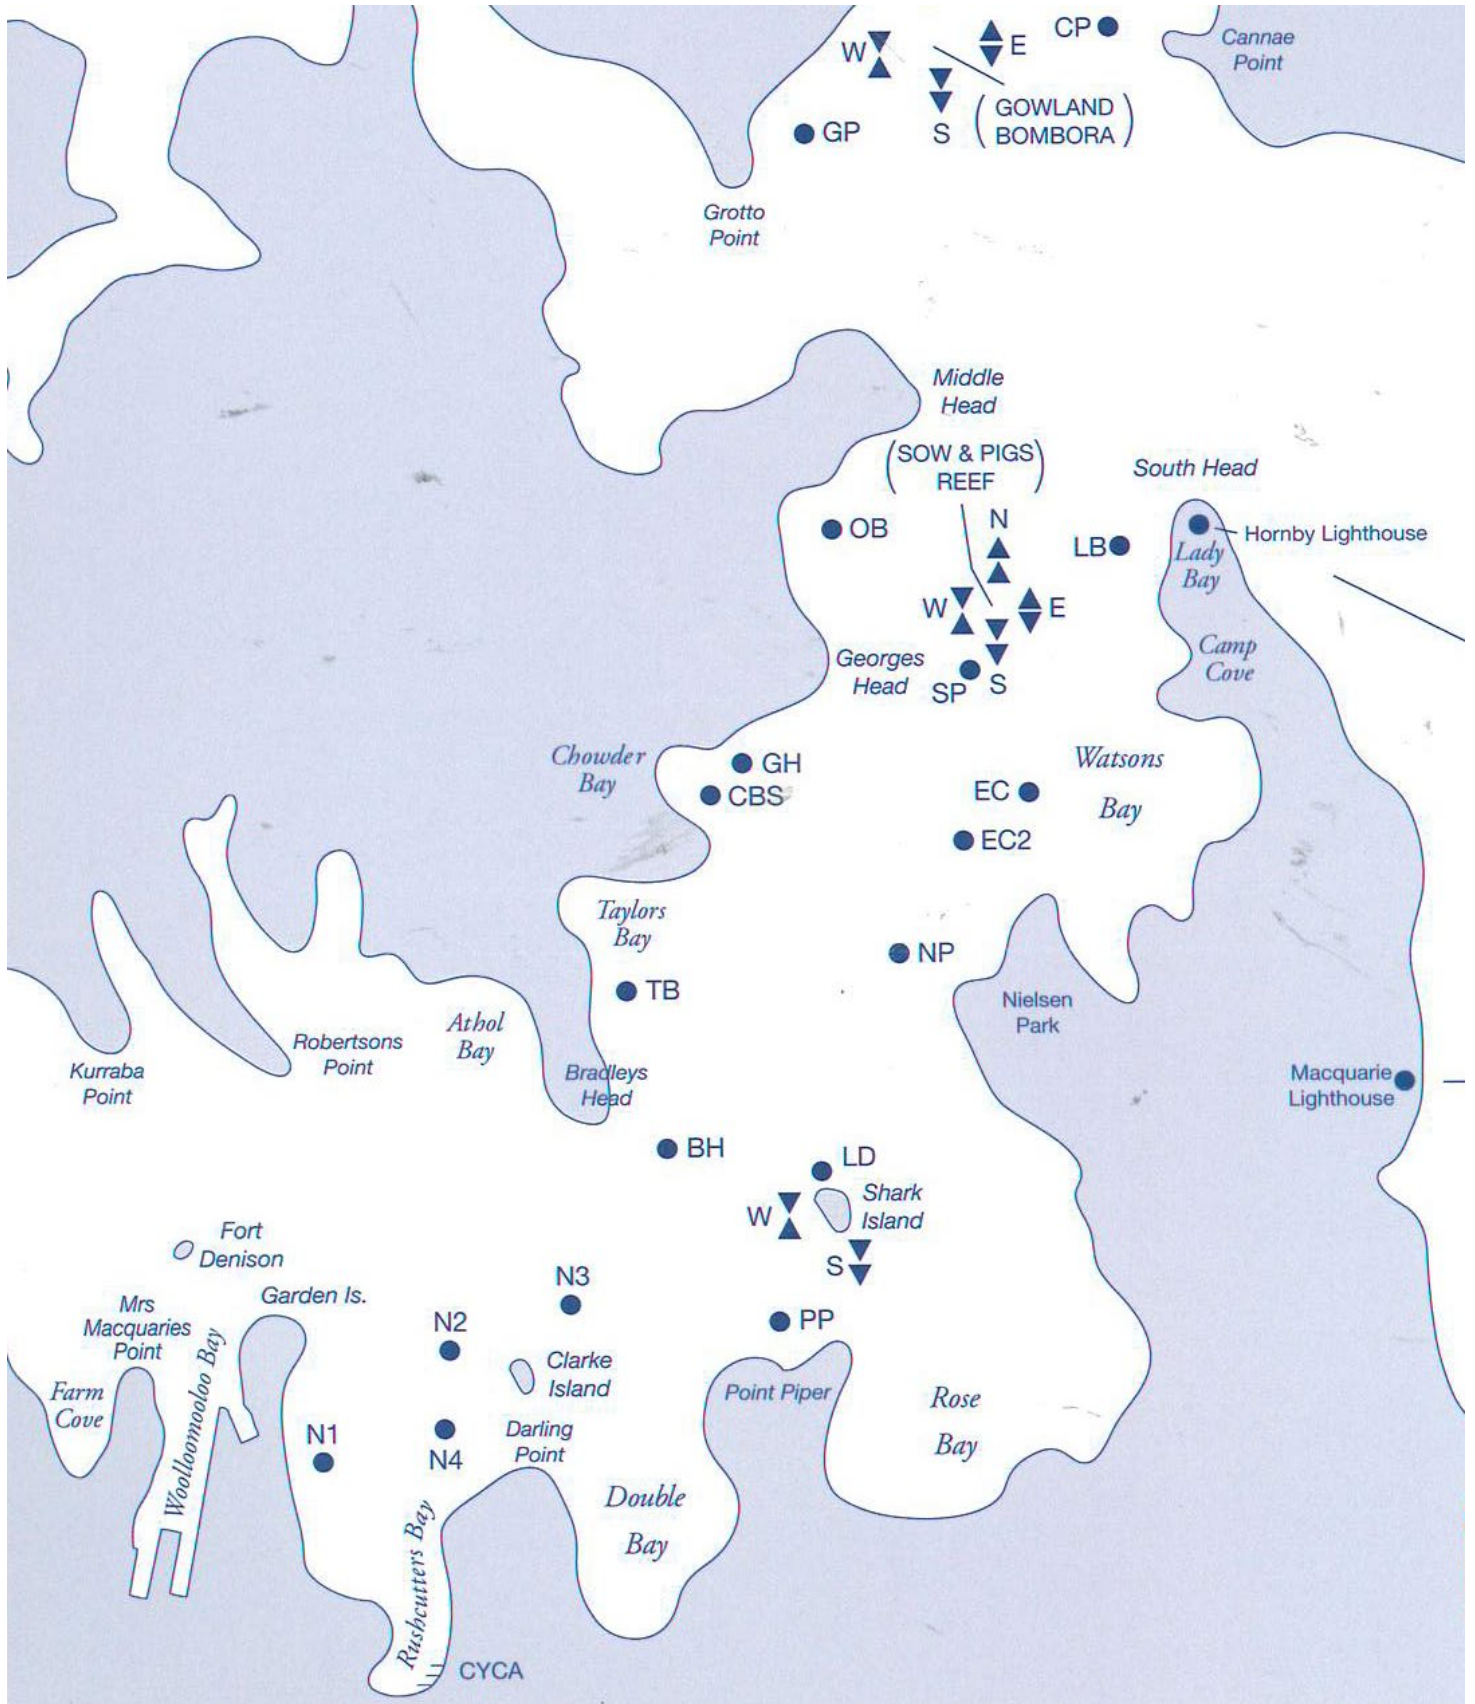 W
E
CP
Cannae
Point
S
(GOWLAND
BOMBORA)
GP
Grotto
Point
Middle
Head
(SOW & PIGS
REEF)
South Head
OB
N
LB
Hornby Lighthouse
Lady
Bay
W
E
Camp
Cove
Georges
Head
SP
S
Chowder
Bay
GH
CBS
Watsons
Bay
EC
EC2
Taylors
Bay
NP
TB
Nielsen
Park
Athol
Bay
Robertsons
Point
Kurraba
Point
Bradleys
Head
Macquarie
Lighthouse
BH
LD
Shark
Island
W
S
Fort
Denison
Garden Is.
Mrs
Macquaries
Point
N3
N2
PP
Clarke
Island
Farm
Cove
Woolloomooloo Bay
Point Piper
Rose
Bay
N1
N4
Darling
Point
Double
Bay
Rushcutters Bay
CYCA